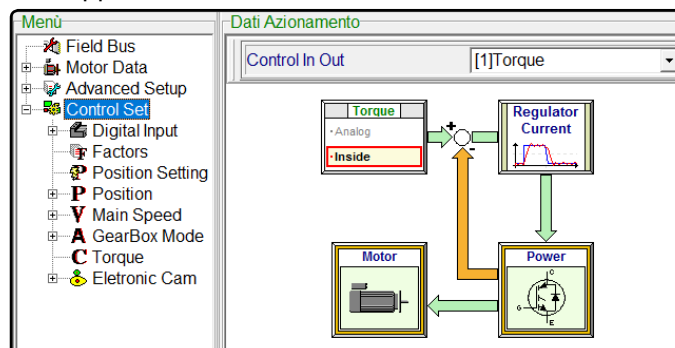 Menù
Field Bus
Motor Data
Advanced Setup
Control Set
Digital Input
Factors
Position Setting
P Position
V Main Speed
A GearBox Mode
C Torque
Eletronic Cam
Dati Azionamento
Control In Out [1]Torque
Torque
·Analog
·Inside
+
-
Regulator
Current
Motor
Power
C
G
E